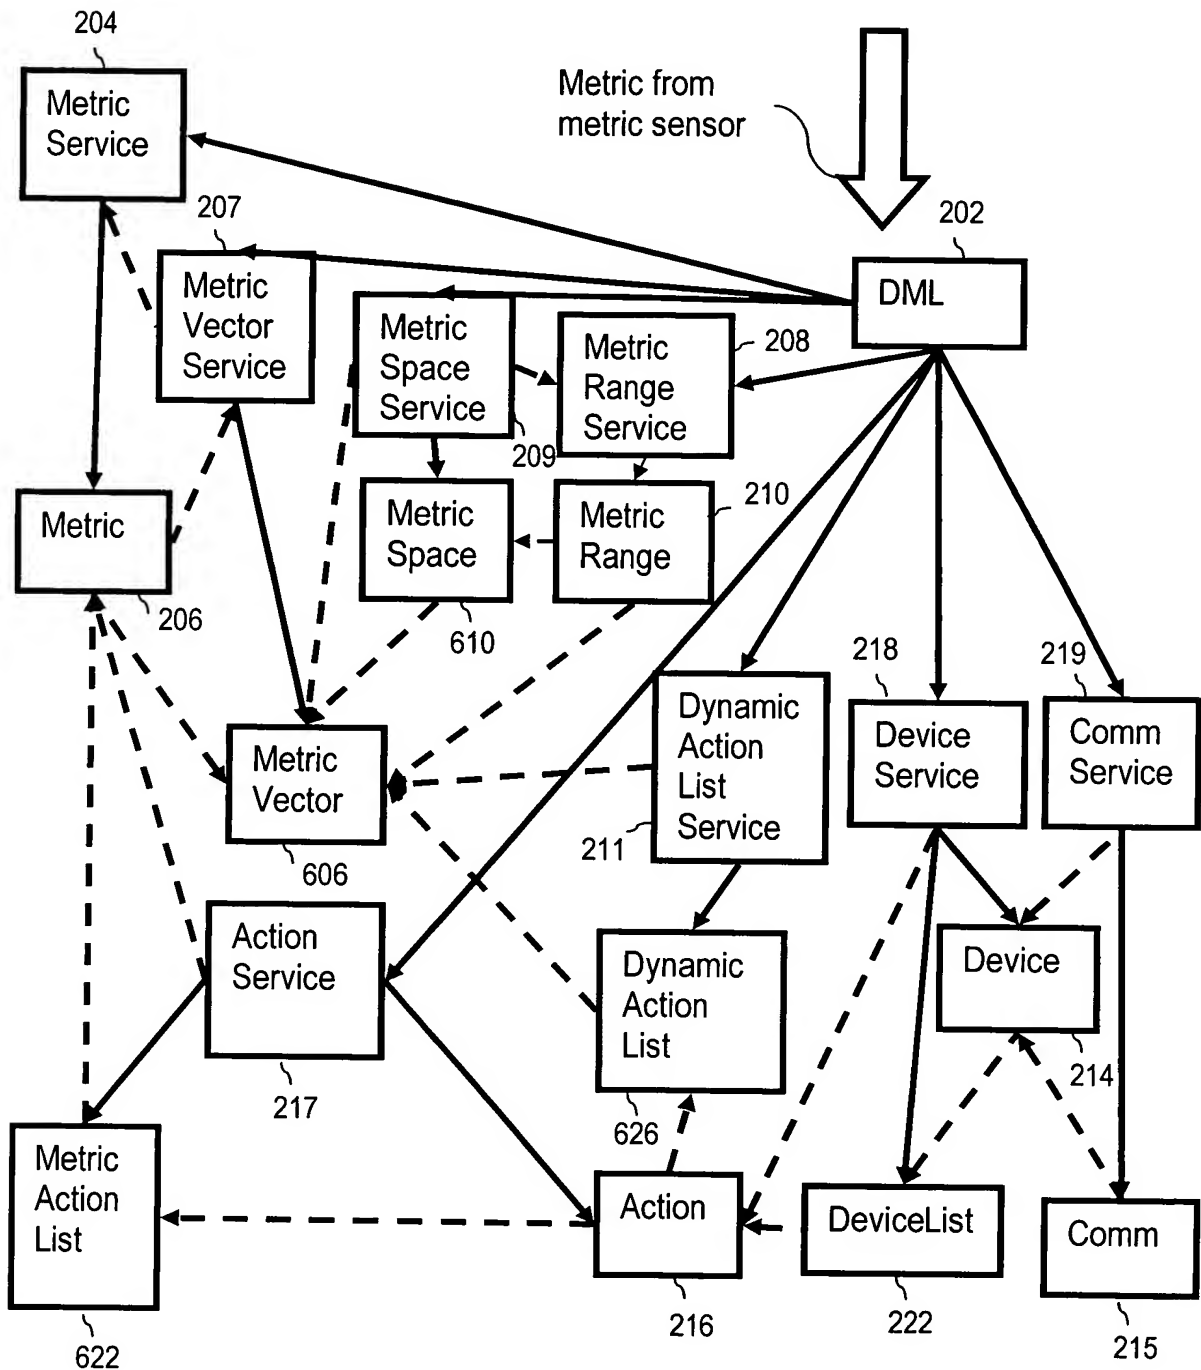 204
Metric
Service
Metric from
metric sensor
207
202
Metric
Vector
Service
DML
Metric
Space
Service
208
Metric
Range
Service
209
Metric
206
Metric
Space
610
210
Metric
Range
218
219
Metric
Vector
606
Dynamic
Action
List
Service
211
Device
Service
Comm
Service
Action
Service
217
Dynamic
Action
List
626
Device
214
Metric
Action
List
622
Action
216
DeviceList
222
Comm
215